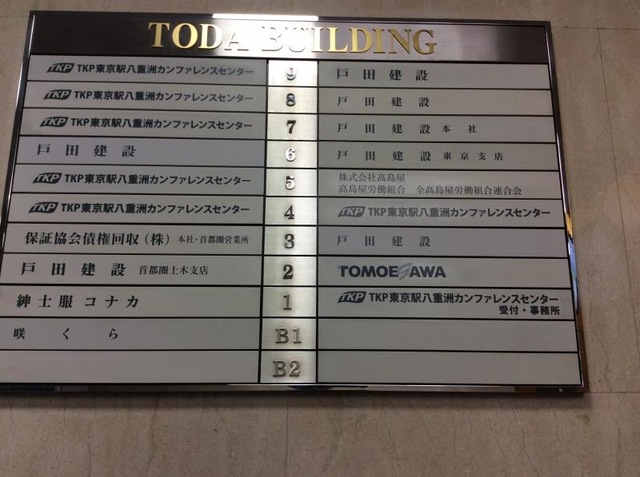 TODA BUILDING
TKP TKP東京駅八重洲カンファレンスセンター 9 戸田建設
TKP TKP東京駅八重洲カンファレンスセンター 8 戸田建設
TKP TKP東京駅八重洲カンファレンスセンター 7 戸田建設 本社
戸田建設 6 戸田建設 東京支店
TKP TKP東京駅八重洲カンファレンスセンター 5 株式会社髙島屋
髙島屋労働組合 全髙島屋労働組合連合会
TKP TKP東京駅八重洲カンファレンスセンター 4 TKP TKP東京駅八重洲カンファレンスセンター
保証協会債権回収(株) 本社・首都圏営業所 3 戸田建設
戸田建設 首都圏土木支店 2 TOMOEGAWA
紳士服コナカ 1 TKP TKP東京駅八重洲カンファレンスセンター
受付・事務所
咲くら B1
B2